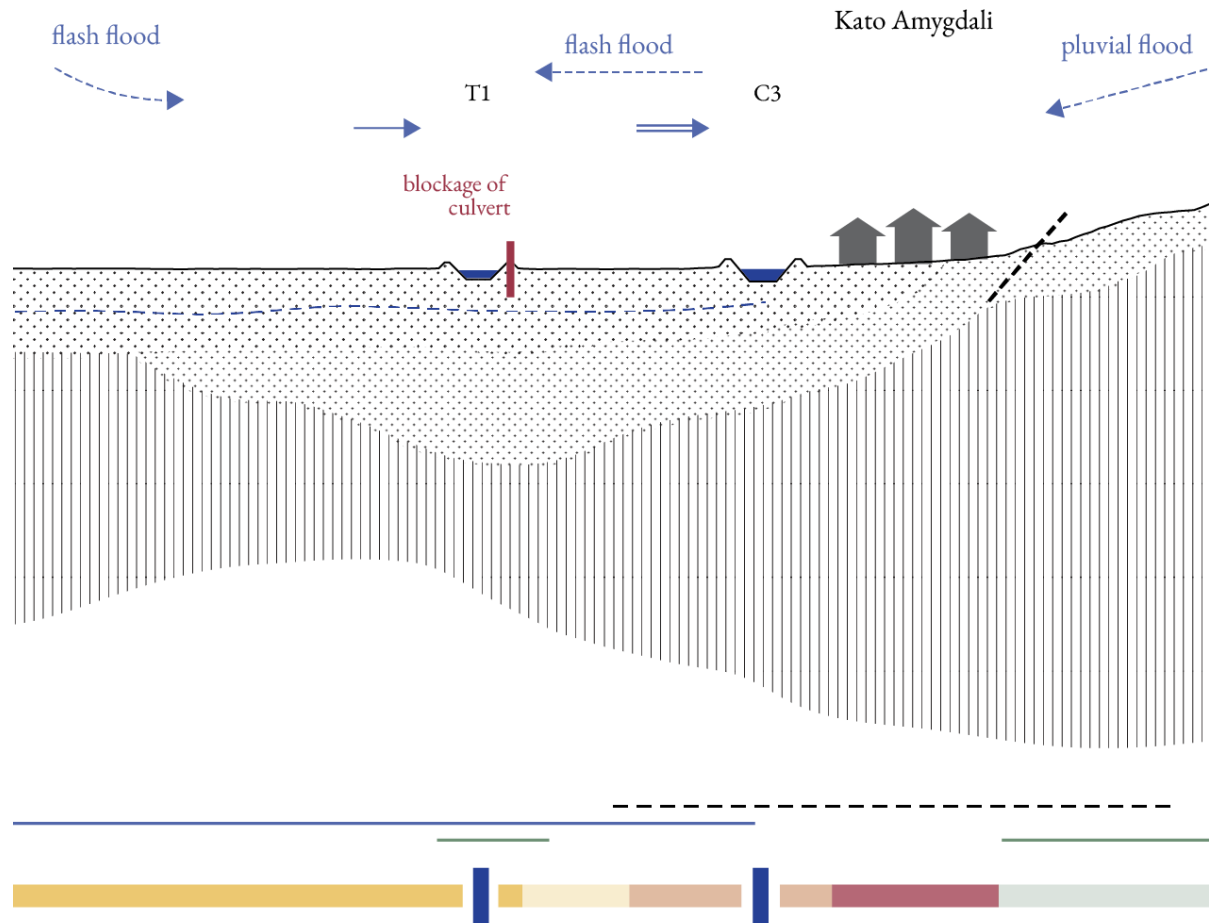 Kato Amygdali
flash flood
flash flood
pluvial flood
T1
C3
blockage of
culvert